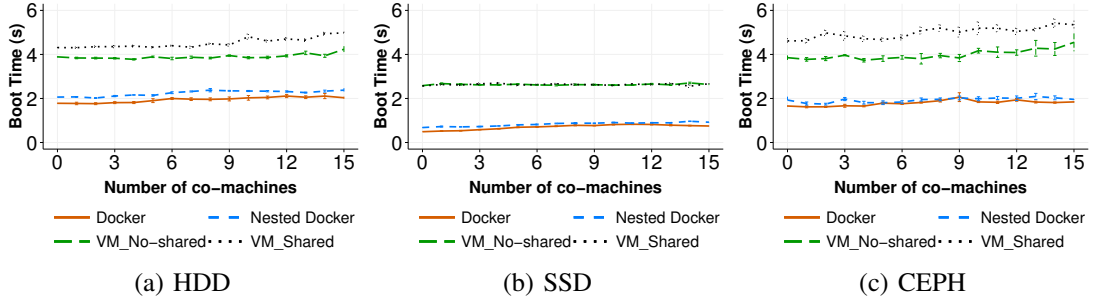 Boot Time (s)
6
4
2
0
0 3 6 9 12 15
Number of co−machines
Docker Nested Docker
VM_No−shared VM_Shared
(a) HDD
Boot Time (s)
6
4
2
0
0 3 6 9 12 15
Number of co−machines
Docker Nested Docker
VM_No−shared VM_Shared
(b) SSD
Boot Time (s)
6
4
2
0
0 3 6 9 12 15
Number of co−machines
Docker Nested Docker
VM_No−shared VM_Shared
(c) CEPH